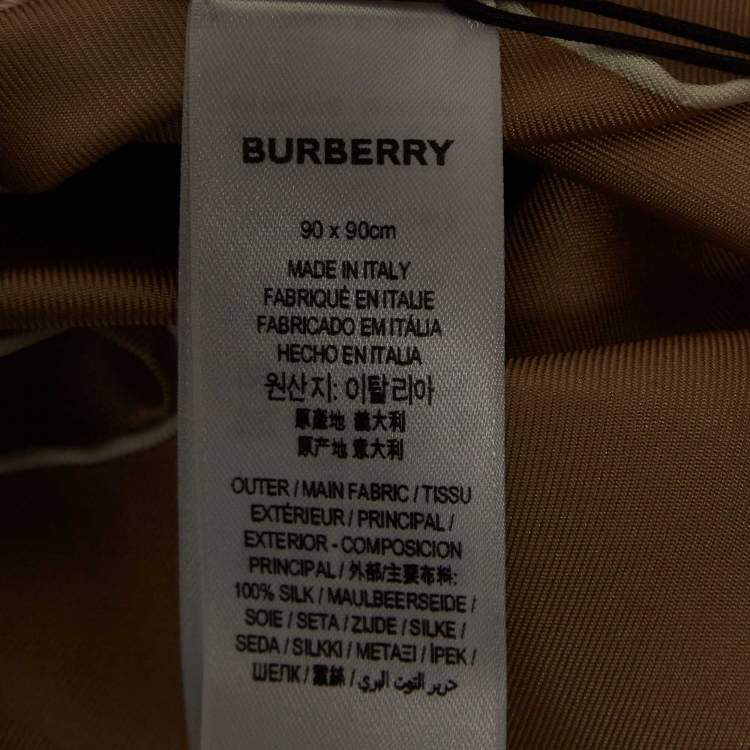 BURBERRY
90 x 90cm
MADE IN ITALY
FABRIQUÉ EN ITALIE
FABRICADO EM ITÁLIA
HECHO EN ITALIA
원산지: 이탈리아
原產地 義大利
原产地 意大利
OUTER / MAIN FABRIC / TISSU
EXTÉRIEUR / PRINCIPAL /
EXTERIOR - COMPOSICION
PRINCIPAL / 外部/主要布料:
100% SILK / MAULBEERSEIDE /
SOIE / SETA / ZIJDE / SILKE /
SEDA / SILKKI / ΜΕΤΑΞΙ / İPEK /
ШЕЛК / 蠶絲 / حرير التوت البري /